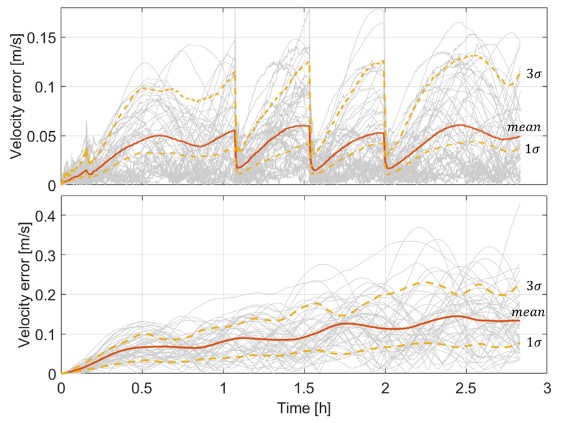 Velocity error [m/s]
0.15
0.1
0.05
0
3σ
mean
1σ
Velocity error [m/s]
0.4
0.3
0.2
0.1
0
3σ
mean
1σ
0 0.5 1 1.5 2 2.5 3
Time [h]